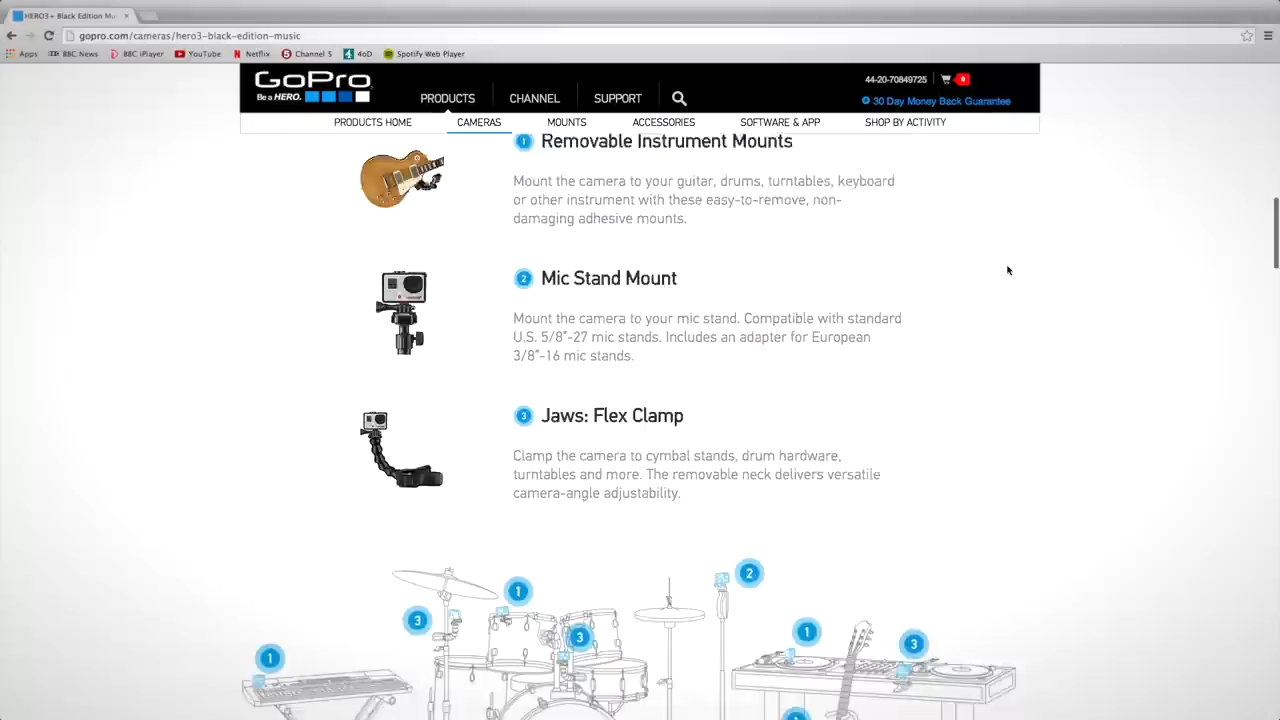 HERO3+ Black Edition Mu
gopro.com/cameras/hero3-black-edition-music
Apps BBC News BBC iPlayer YouTube Netflix Channel 5 4oD Spotify Web Player
GoPro
Be a HERO.
PRODUCTS CHANNEL SUPPORT
44-20-70849725 0
30 Day Money Back Guarantee
PRODUCTS HOME CAMERAS MOUNTS ACCESSORIES SOFTWARE & APP SHOP BY ACTIVITY
1 Removable Instrument Mounts
Mount the camera to your guitar, drums, turntables, keyboard
or other instrument with these easy-to-remove, non-
damaging adhesive mounts.
2 Mic Stand Mount
Mount the camera to your mic stand. Compatible with standard
U.S. 5/8"-27 mic stands. Includes an adapter for European
3/8"-16 mic stands.
3 Jaws: Flex Clamp
Clamp the camera to cymbal stands, drum hardware,
turntables and more. The removable neck delivers versatile
camera-angle adjustability.
2
1
3
1
3
3
1